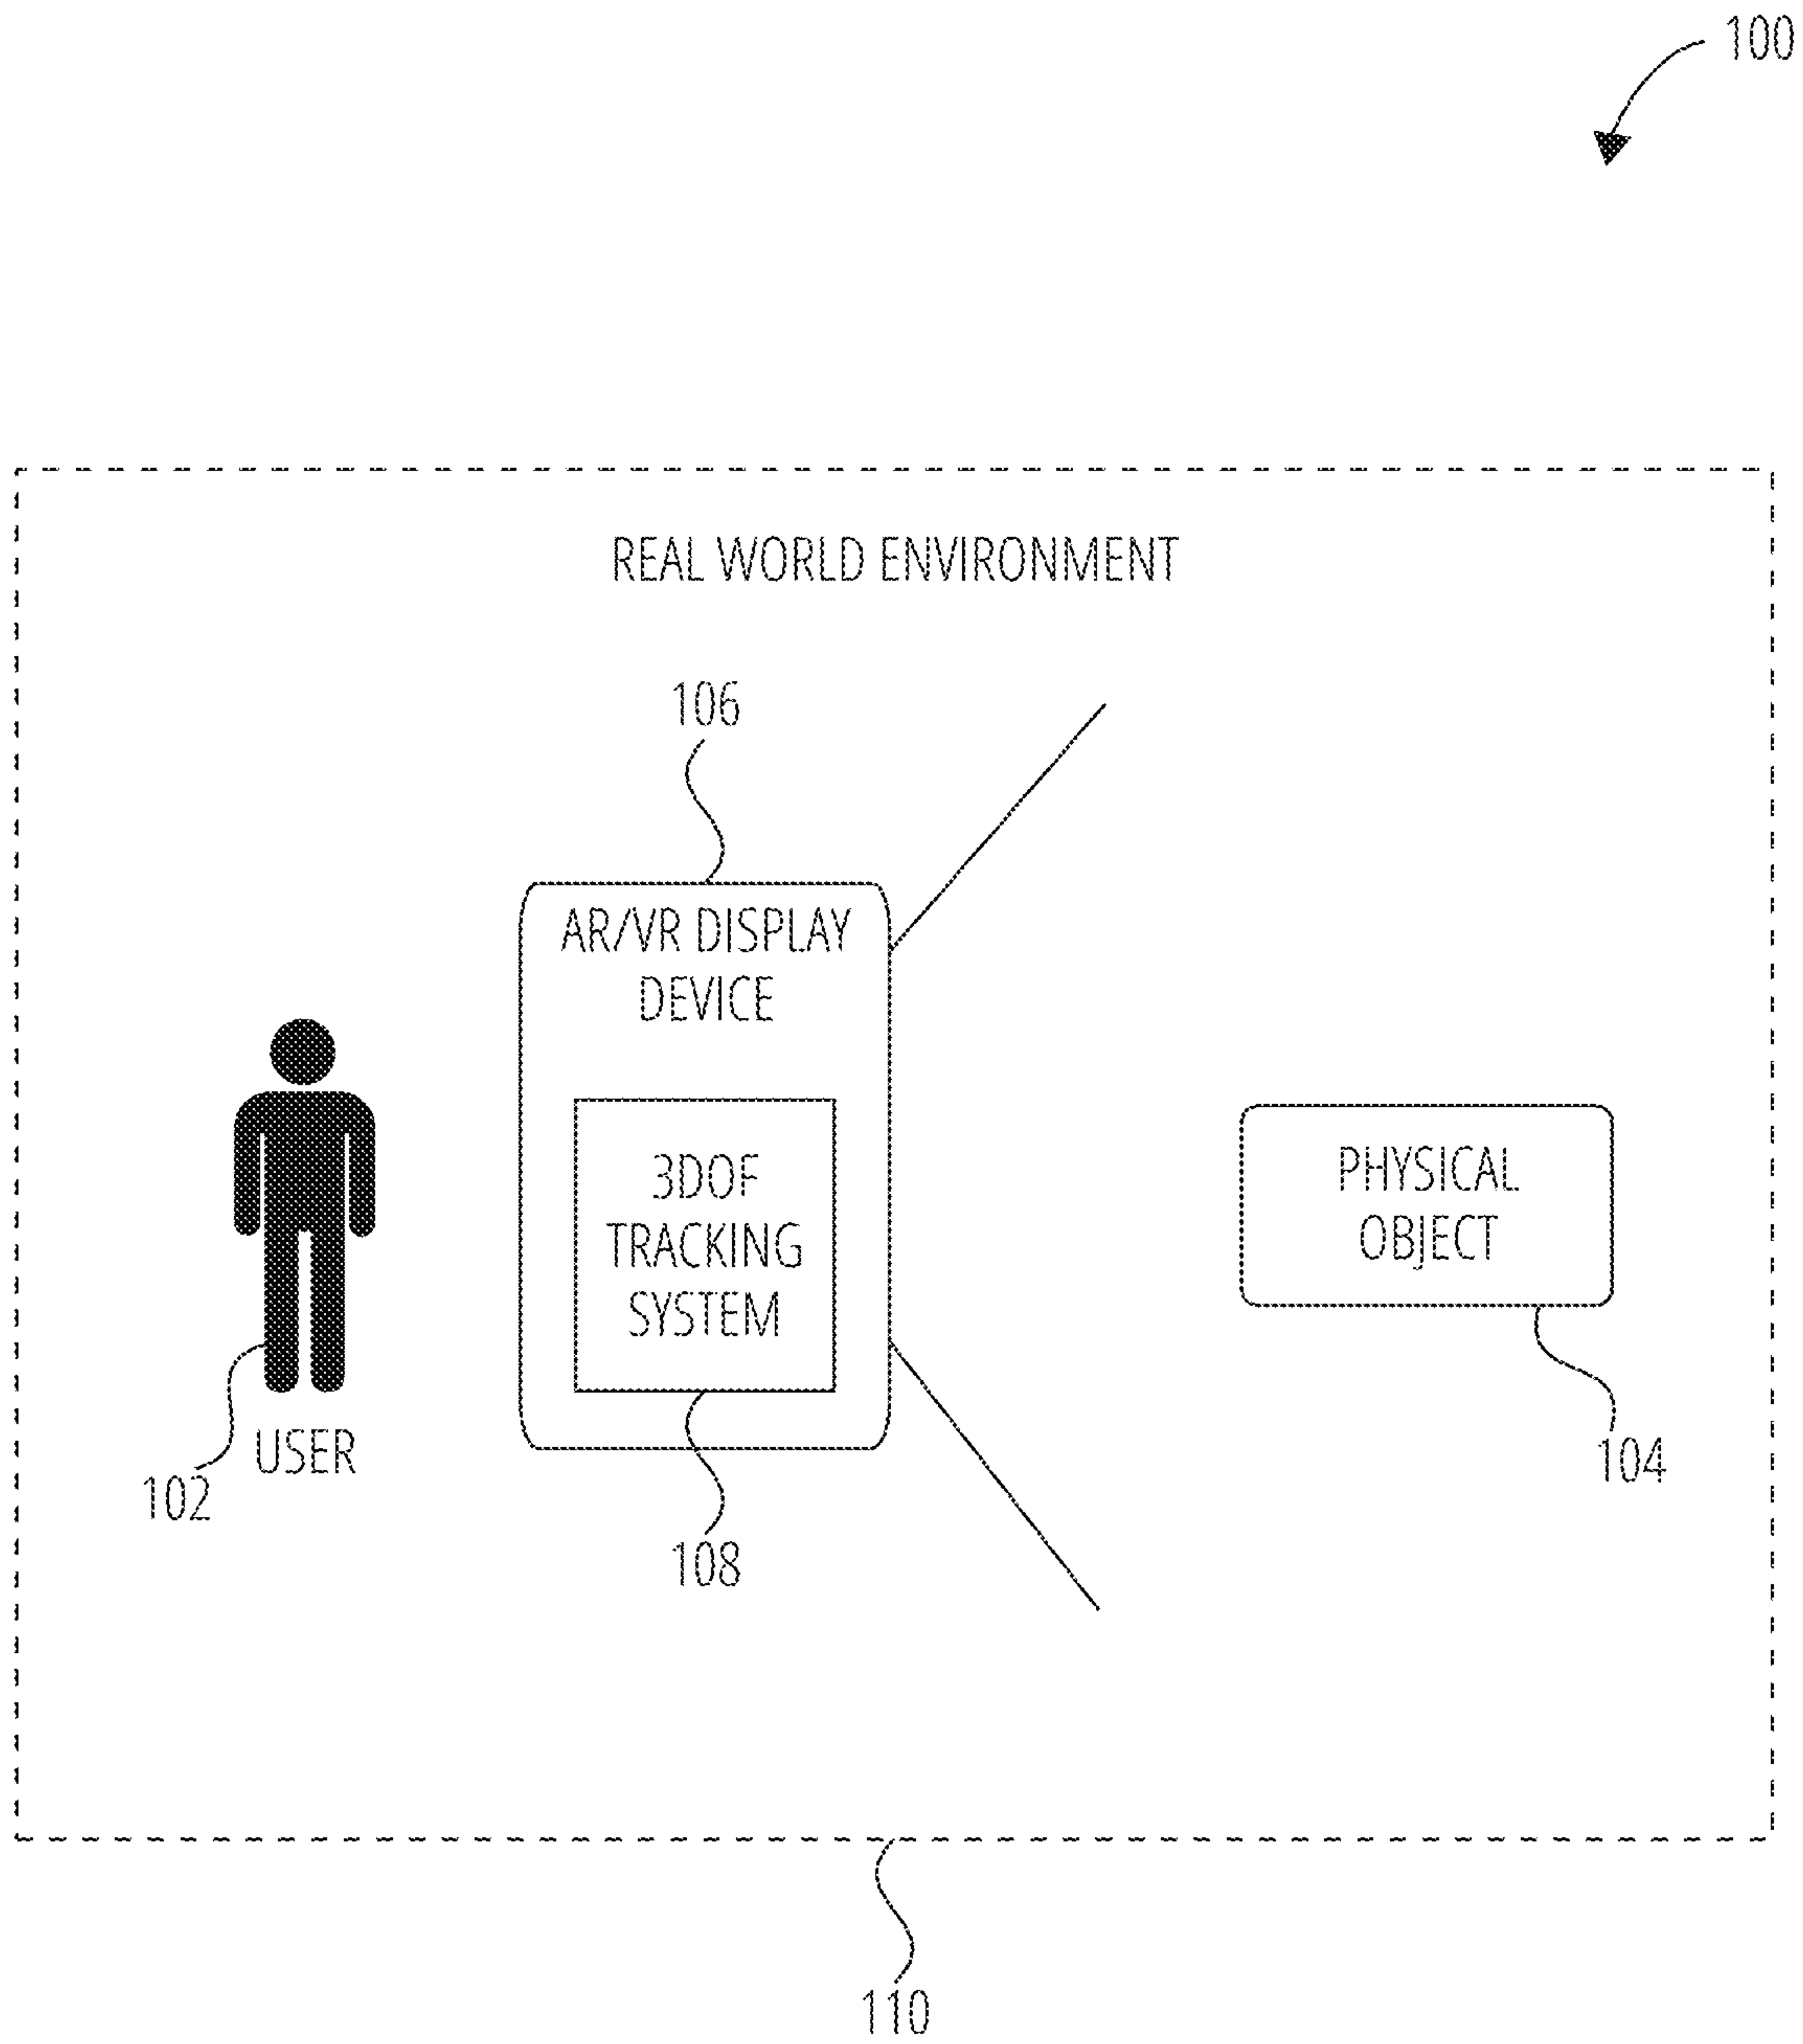 100
REAL WORLD ENVIRONMENT
106
AR/VR DISPLAY
DEVICE
3DOF
TRACKING
SYSTEM
PHYSICAL
OBJECT
USER
102
104
108
110